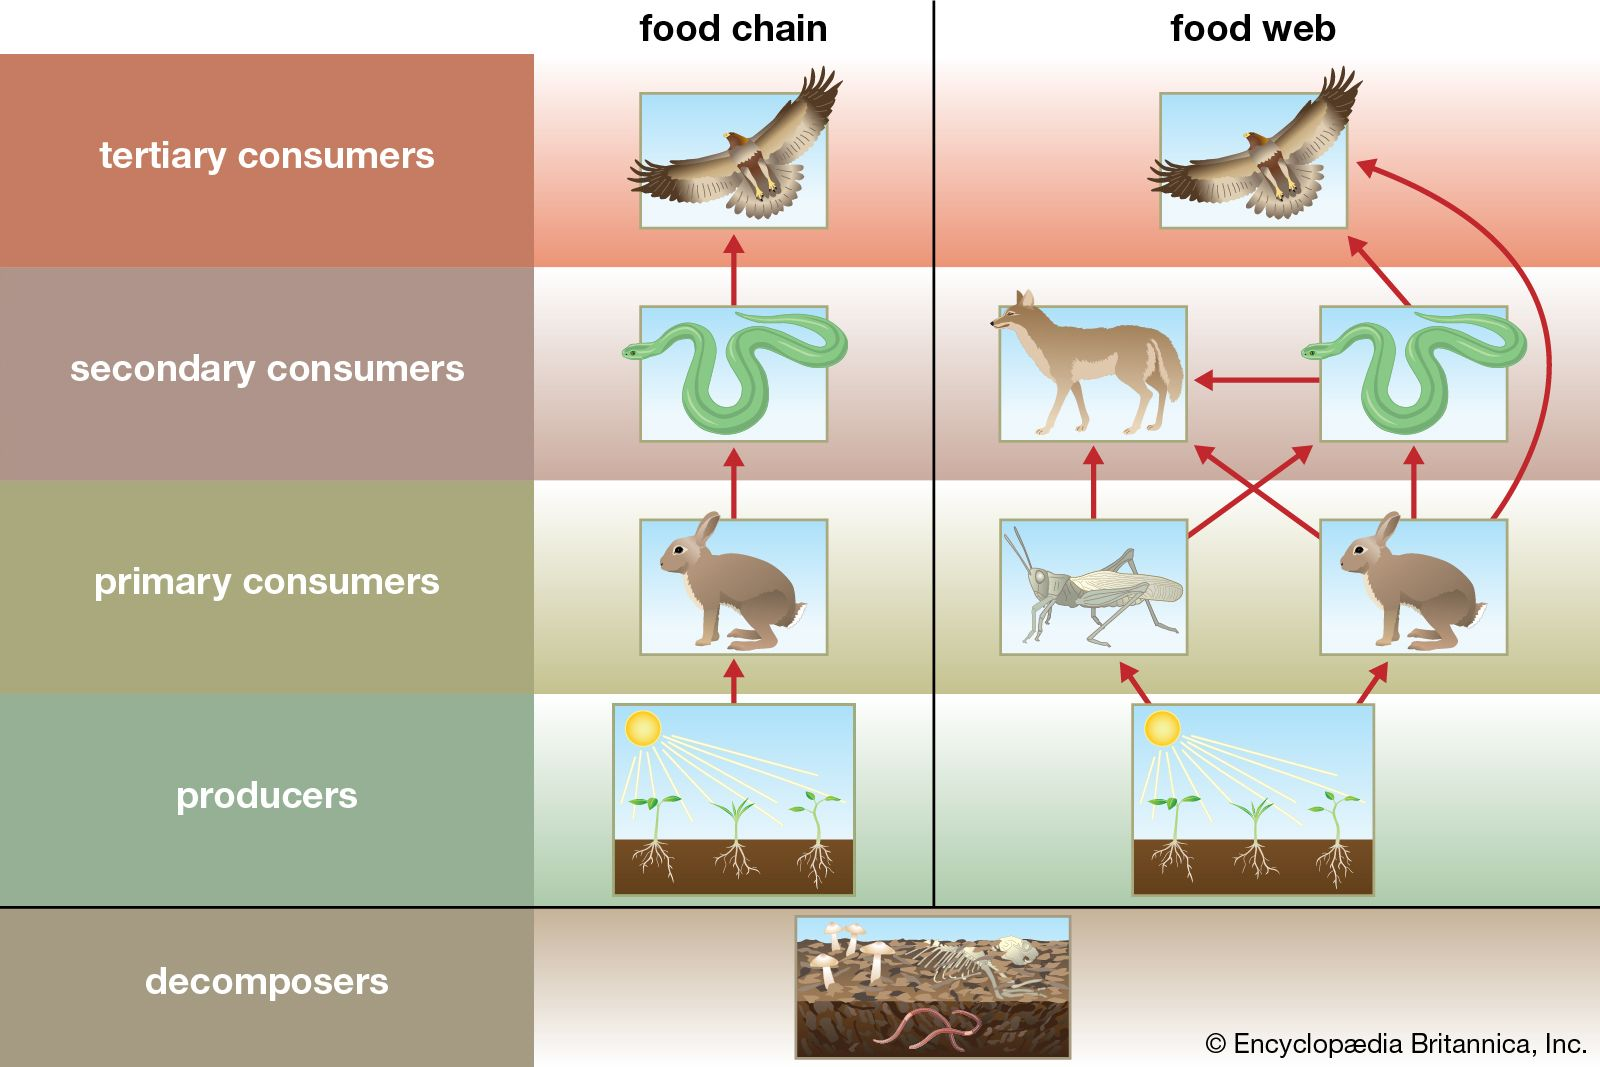 food chain
food web
tertiary consumers
secondary consumers
primary consumers
producers
decomposers
© Encyclopædia Britannica, Inc.